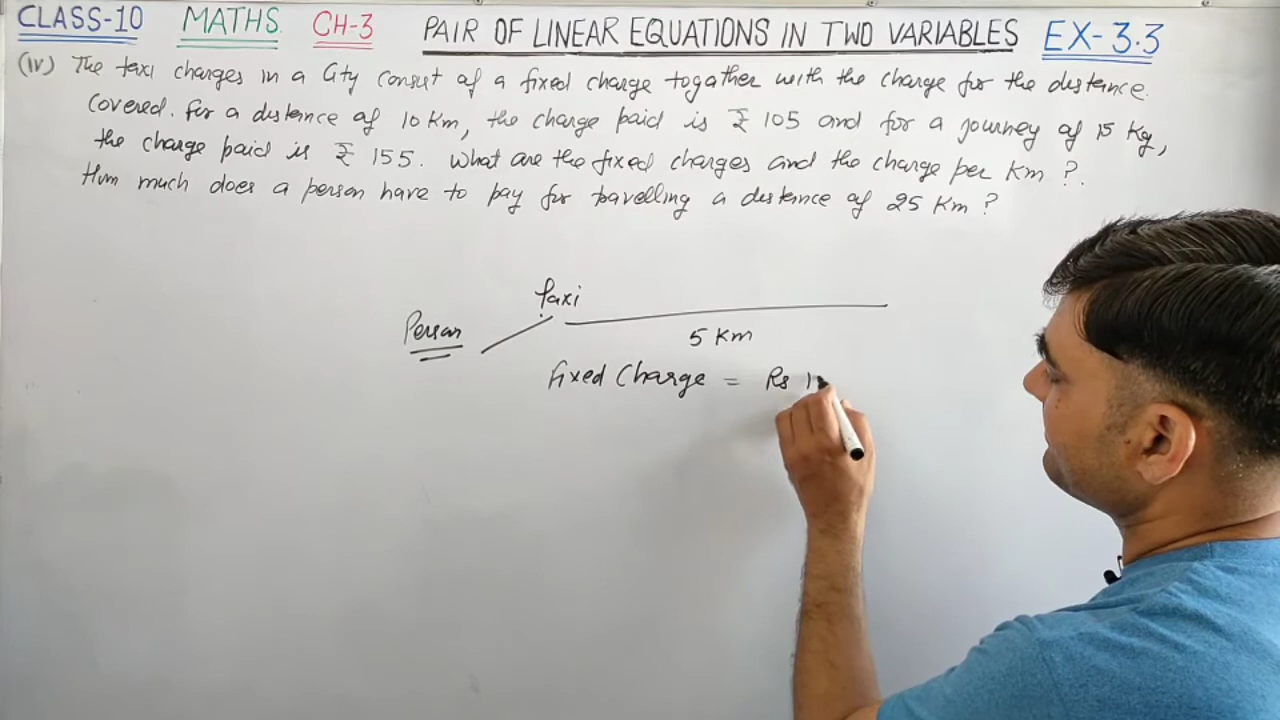 CLASS-10 MATHS. CH-3 PAIR OF LINEAR EQUATIONS IN TWO VARIABLES EX-3.3
(iv) The taxi charges in a City consist of a fixed charge togather with the charge for the distance
Covered. For a distance of 10 Km, the charge paid is ₹ 105 and for a journey of 15 Kg,
the charge paid is ₹ 155. What are the fixed charges and the charge per Km ?.
How much does a person have to pay for travelling a distance of 25 Km ?
Taxi
Person
5 Km
Fixed Charge = Rs 1